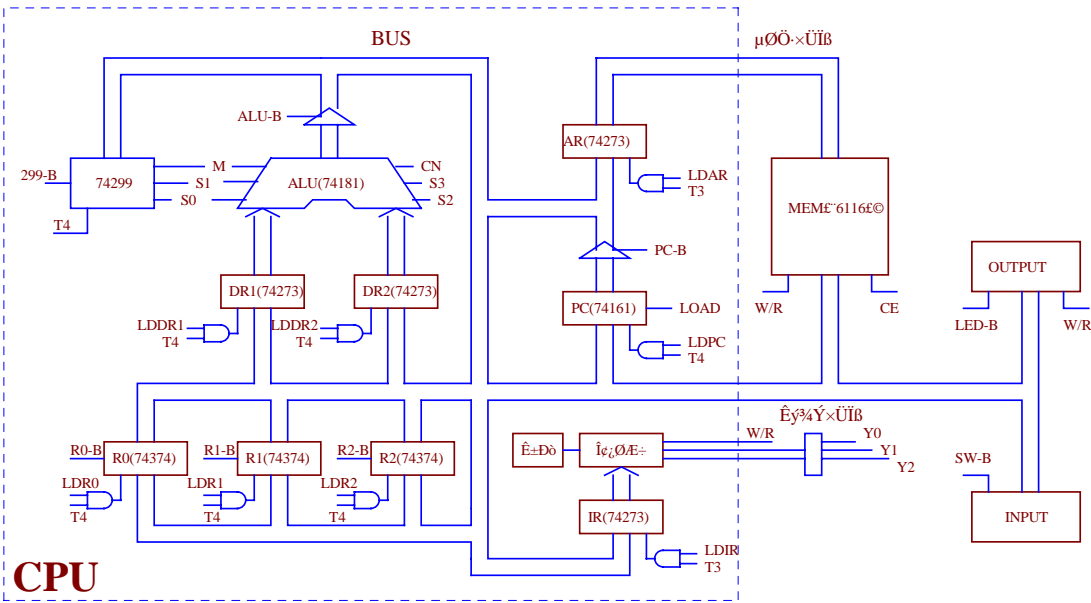 BUS
µØÖ·×ÜÏß
ALU-B
AR(74273)
299-B
74299
M
S1
S0
ALU(74181)
CN
S3
S2
LDAR
T3
MEM£¨6116£©
T4
PC-B
OUTPUT
DR1(74273)
DR2(74273)
PC(74161)
LOAD
W/R
CE
LED-B
W/R
LDDR1
T4
LDDR2
T4
LDPC
T4
Êý¾Ý×ÜÏß
R0-B
R0(74374)
R1-B
R1(74374)
R2-B
R2(74374)
Ê±Ðò
Î¢¿ØÆ÷
W/R
Y0
Y1
Y2
SW-B
LDR0
T4
LDR1
T4
LDR2
T4
IR(74273)
INPUT
LDIR
T3
CPU